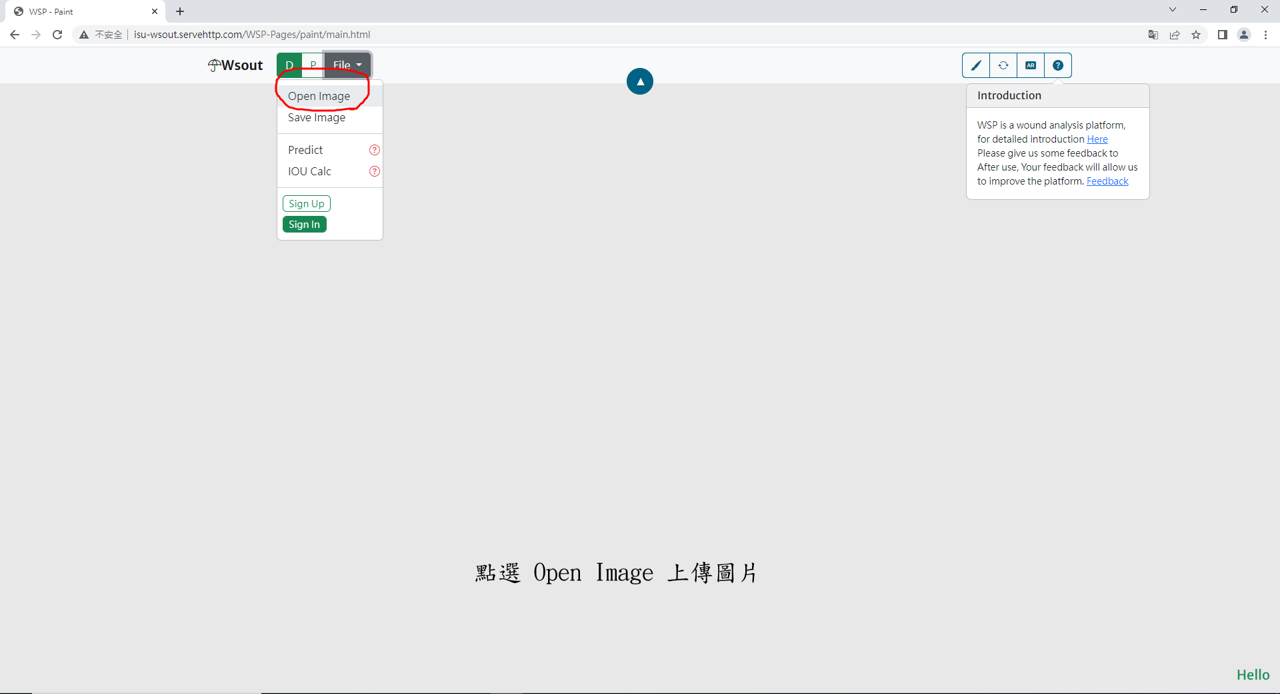 WSP - Paint
不安全 | isu-wsout.servehttp.com/WSP-Pages/paint/main.html
Wsout D P File
AR ?
Open Image
Save Image
Predict ?
IOU Calc ?
Sign Up
Sign In
Introduction
WSP is a wound analysis platform,
for detailed introduction Here
Please give us some feedback to
After use, Your feedback will allow us
to improve the platform. Feedback
點選 Open Image 上傳圖片
Hello